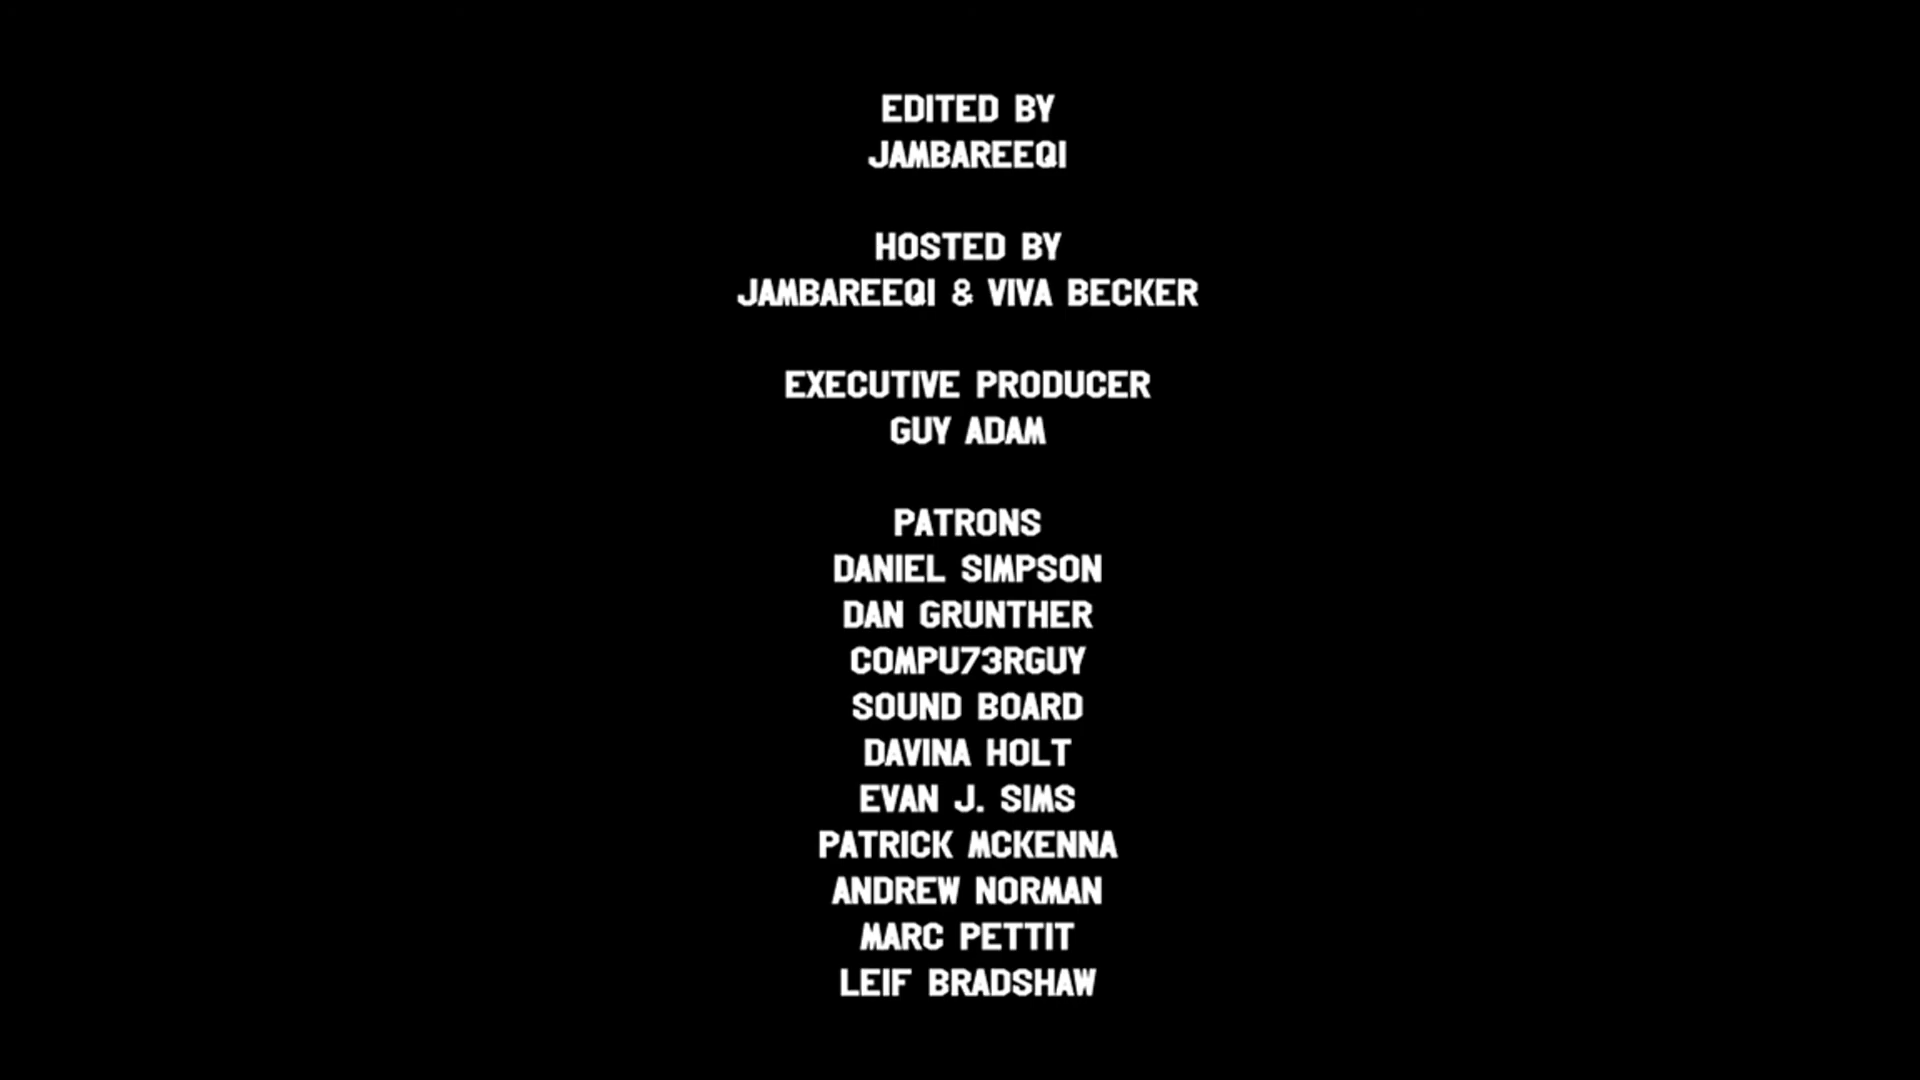 EDITED BY
JAMBAREEQI
HOSTED BY
JAMBAREEQI & VIVA BECKER
EXECUTIVE PRODUCER
GUY ADAM
PATRONS
DANIEL SIMPSON
DAN GRUNTHER
COMPU73RGUY
SOUND BOARD
DAVINA HOLT
EVAN J. SIMS
PATRICK MCKENNA
ANDREW NORMAN
MARC PETTIT
LEIF BRADSHAW